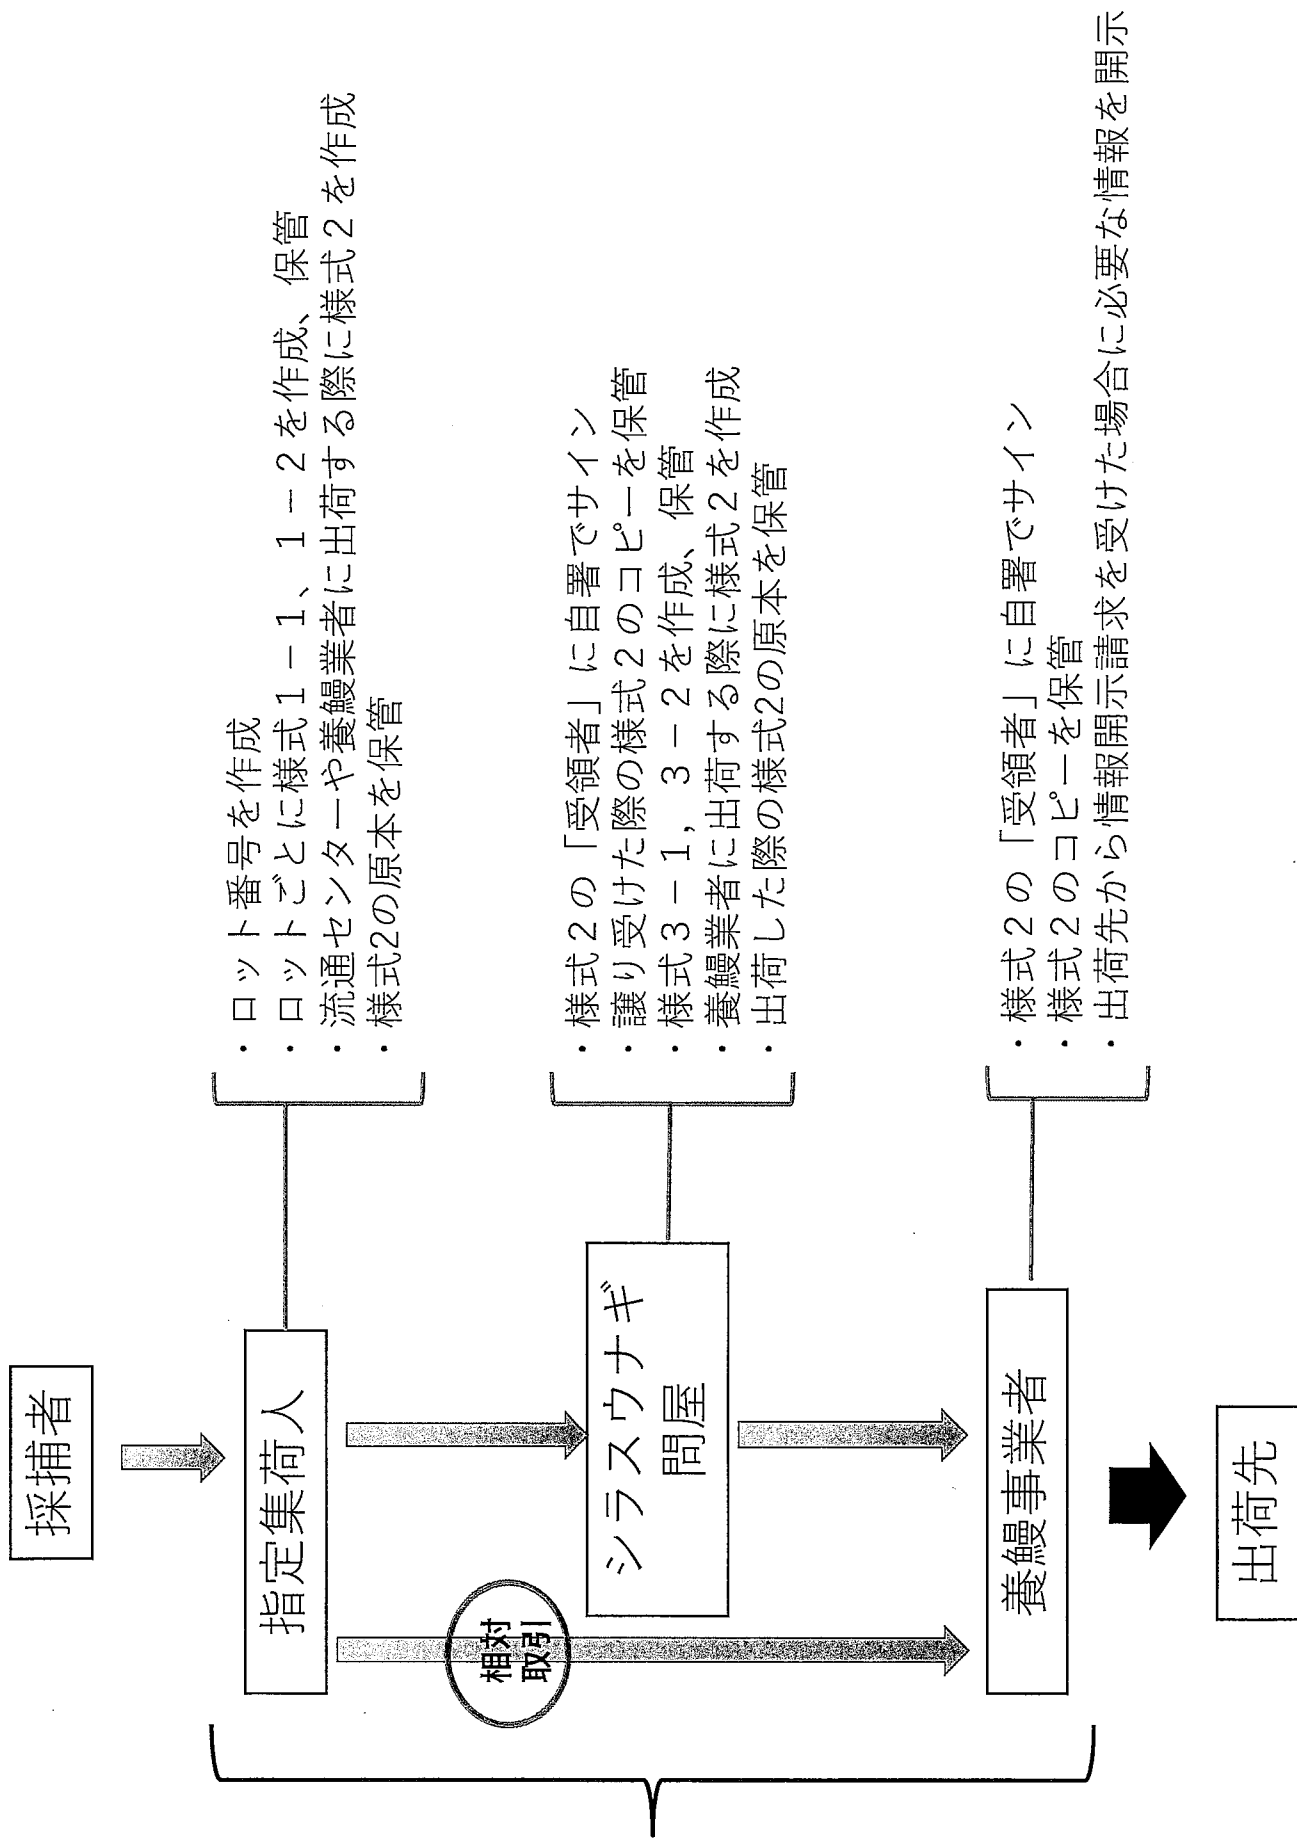 採捕者
指定集荷人
・ロット番号を作成
・ロットごとに様式１－１、１－２を作成、保管
・流通センターや養鰻業者に出荷する際に様式２を作成
・様式2の原本を保管
相対
取引
シラスウナギ
問屋
・様式２の「受領者」に自署でサイン
・譲り受けた際の様式２のコピーを保管
・様式３－１，３－２を作成、保管
・養鰻業者に出荷する際に様式２を作成
・出荷した際の様式2の原本を保管
養鰻事業者
・様式２の「受領者」に自署でサイン
・様式２のコピーを保管
・出荷先から情報開示請求を受けた場合に必要な情報を開示
出荷先